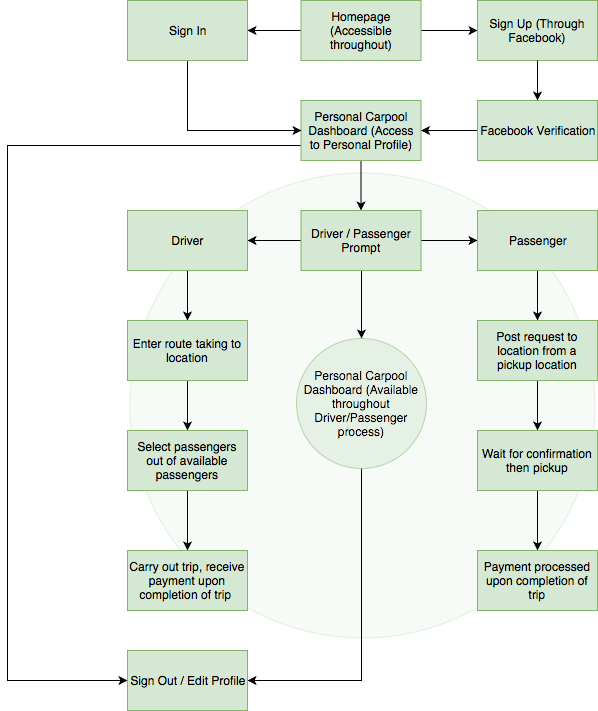 Sign In
Homepage
(Accessible
throughout)
Sign Up (Through
Facebook)
Personal Carpool
Dashboard (Access
to Personal Profile)
Facebook Verification
Driver
Driver / Passenger
Prompt
Passenger
Enter route taking to
location
Post request to
location from a
pickup location
Personal Carpool
Dashboard (Available
throughout
Driver/Passenger
process)
Select passengers
out of available
passengers
Wait for confirmation
then pickup
Carry out trip, receive
payment upon
completion of trip
Payment processed
upon completion of
trip
Sign Out / Edit Profile